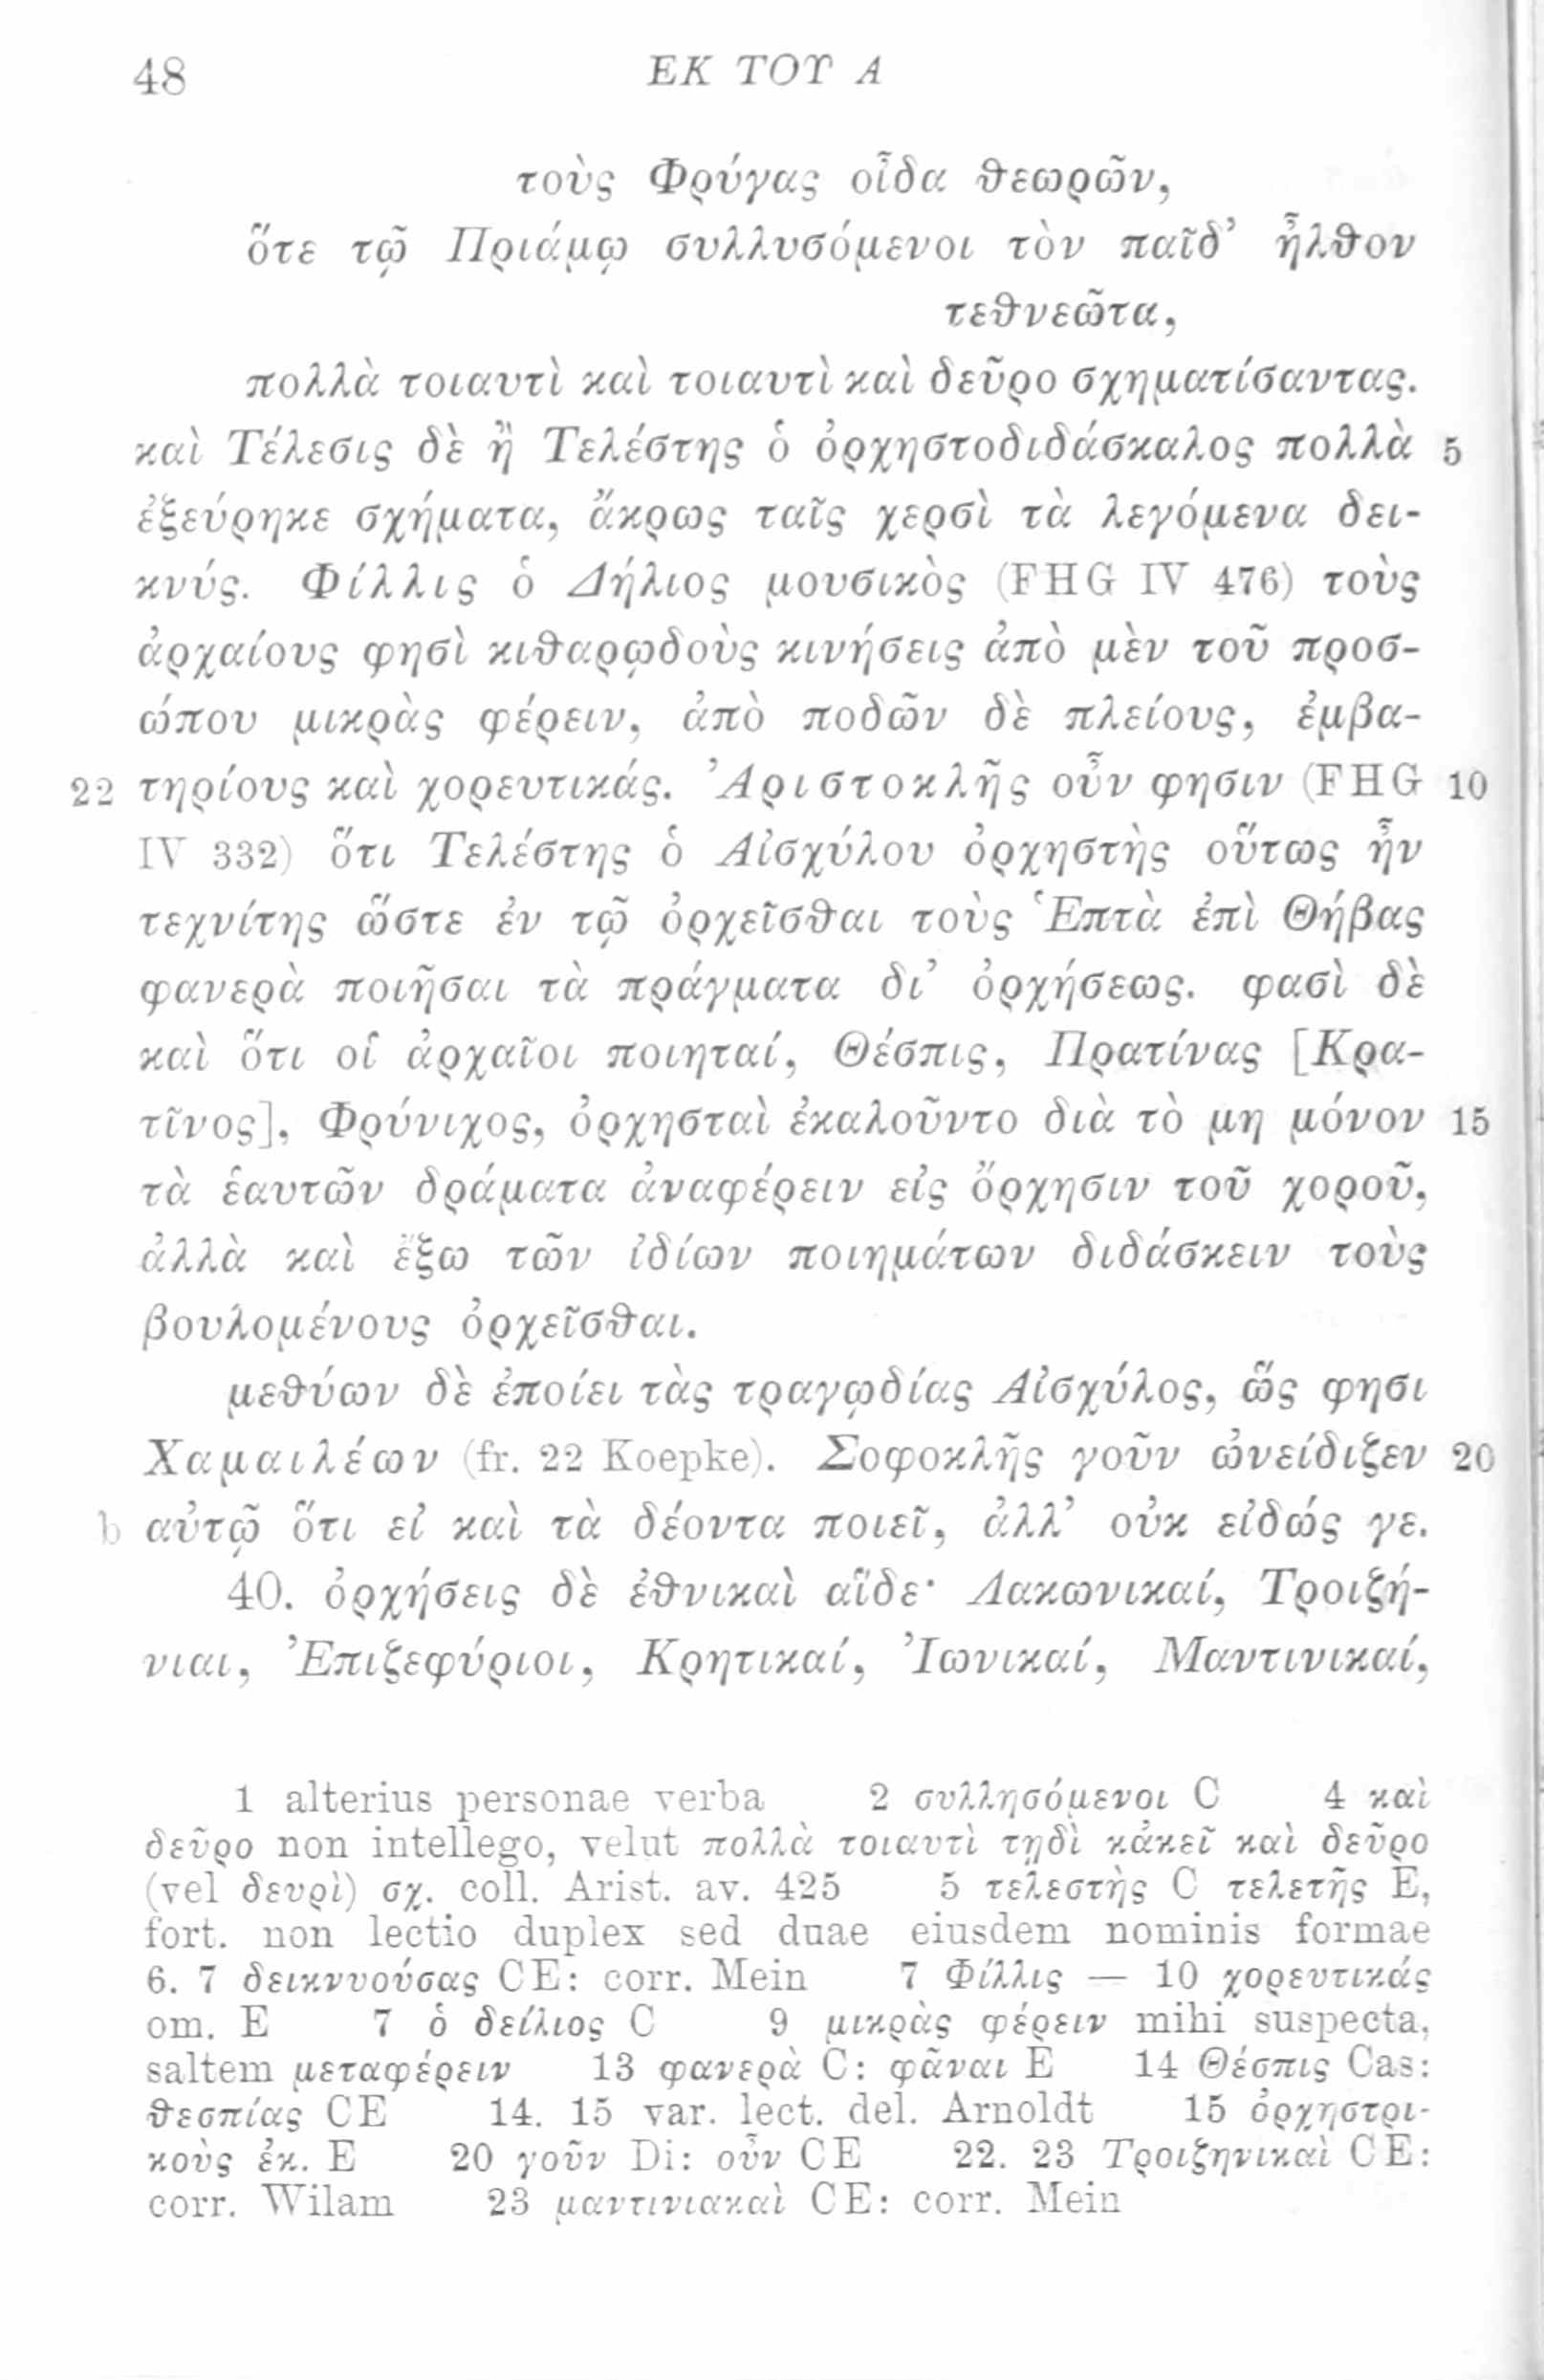 48 ΕΚ ΤΟΥ Α
τοὺς Φρύγας οἶδα θεωρῶν,
ὅτε τῷ Πριάμῳ συλλυσόμενοι τὸν παῖδ’ ἦλθον
τεθνεῶτα,
πολλὰ τοιαυτὶ καὶ τοιαυτὶ καὶ δεῦρο σχηματίσαντας.
καὶ Τέλεσις δὲ ἢ Τελέστης ὁ ὀρχηστοδιδάσκαλος πολλὰ 5
ἐξεύρηκε σχήματα, ἄκρως ταῖς χερσὶ τὰ λεγόμενα δει-
κνύς. Φίλλις ὁ Δήλιος μουσικὸς (FHG IV 476) τοὺς
ἀρχαίους φησὶ κιθαρῳδοὺς κινήσεις ἀπὸ μὲν τοῦ προσ-
ώπου μικρὰς φέρειν, ἀπὸ ποδῶν δὲ πλείους, ἐμβα-
22 τηρίους καὶ χορευτικάς. Ἀριστοκλῆς οὖν φησιν (FHG 10
IV 332) ὅτι Τελέστης ὁ Αἰσχύλου ὀρχηστὴς οὕτως ἦν
τεχνίτης ὥστε ἐν τῷ ὀρχεῖσθαι τοὺς Ἑπτὰ ἐπὶ Θήβας
φανερὰ ποιῆσαι τὰ πράγματα δι’ ὀρχήσεως. φασὶ δὲ
καὶ ὅτι οἱ ἀρχαῖοι ποιηταί, Θέσπις, Πρατίνας [Κρα-
τῖνος], Φρύνιχος, ὀρχησταὶ ἐκαλοῦντο διὰ τὸ μη μόνον 15
τὰ ἑαυτῶν δράματα ἀναφέρειν εἰς ὄρχησιν τοῦ χοροῦ,
ἀλλὰ καὶ ἔξω τῶν ἰδίων ποιημάτων διδάσκειν τοὺς
βουλομένους ὀρχεῖσθαι.
μεθύων δὲ ἐποίει τὰς τραγῳδίας Αἰσχύλος, ὥς φησι
Χαμαιλέων (fr. 22 Koepke). Σοφοκλῆς γοῦν ὠνείδιζεν 20
b αὐτῷ ὅτι εἰ καὶ τὰ δέοντα ποιεῖ, ἀλλ’ οὐκ εἰδώς γε.
40. ὀρχήσεις δὲ ἐθνικαὶ αἵδε· Λακωνικαί, Τροιζή-
νιαι, Ἐπιζεφύριοι, Κρητικαί, Ἰωνικαί, Μαντινικαί,
1 alterius personae verba 2 συλλησόμενοι C 4 καὶ
δεῦρο non intellego, velut πολλὰ τοιαυτὶ τῃδὶ κἀκεῖ καὶ δεῦρο
(vel δευρὶ) σχ. coll. Arist. av. 425 5 τελεστὴς C τελετῆς E,
fort. non lectio duplex sed duae eiusdem nominis formae
6. 7 δεικνυούσας CE: corr. Mein 7 Φίλλις — 10 χορευτικάς
om. E 7 ὁ δείλιος C 9 μικρὰς φέρειν mihi suspecta,
saltem μεταφέρειν 13 φανερὰ C: φᾶναι E 14 Θέσπις Cas:
θεσπίας CE 14. 15 var. lect. del. Arnoldt 15 ὀρχηστρι-
κοὺς ἐκ. E 20 γοῦν Di: οὖν CE 22. 23 Τροιζηνικαὶ CE:
corr. Wilam 23 μαντινιακαὶ CE: corr. Mein